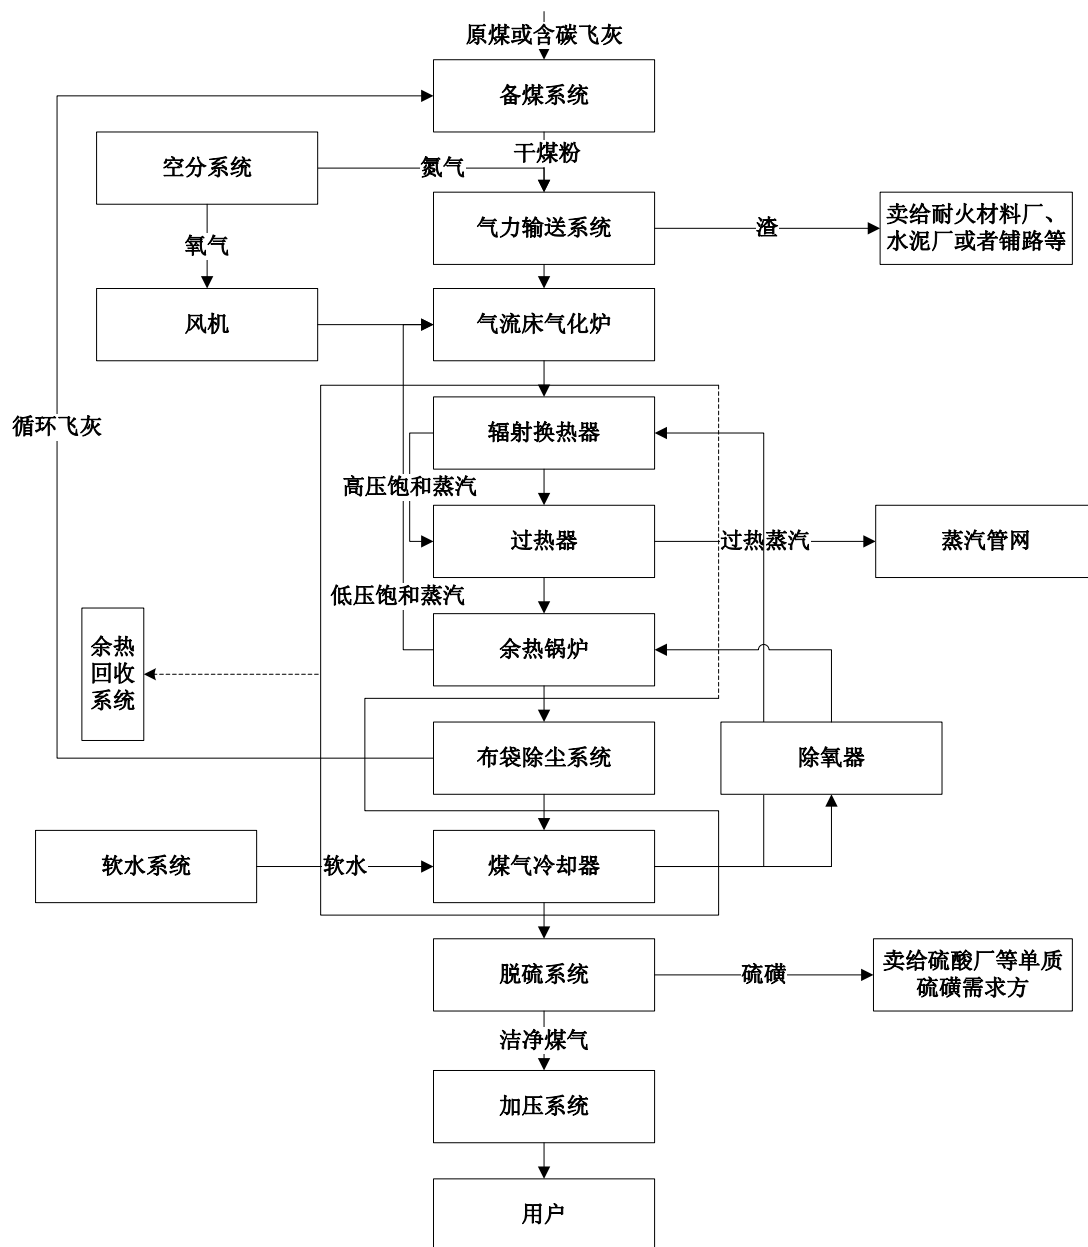 原煤或含碳飞灰
备煤系统
干煤粉
空分系统
氮气
气力输送系统
渣
卖给耐火材料厂、
水泥厂或者铺路等
氧气
风机
气流床气化炉
循环飞灰
辐射换热器
高压饱和蒸汽
过热器
过热蒸汽
蒸汽管网
低压饱和蒸汽
余热
回收
系统
余热锅炉
布袋除尘系统
除氧器
软水系统
软水
煤气冷却器
脱硫系统
硫磺
卖给硫酸厂等单质
硫磺需求方
洁净煤气
加压系统
用户